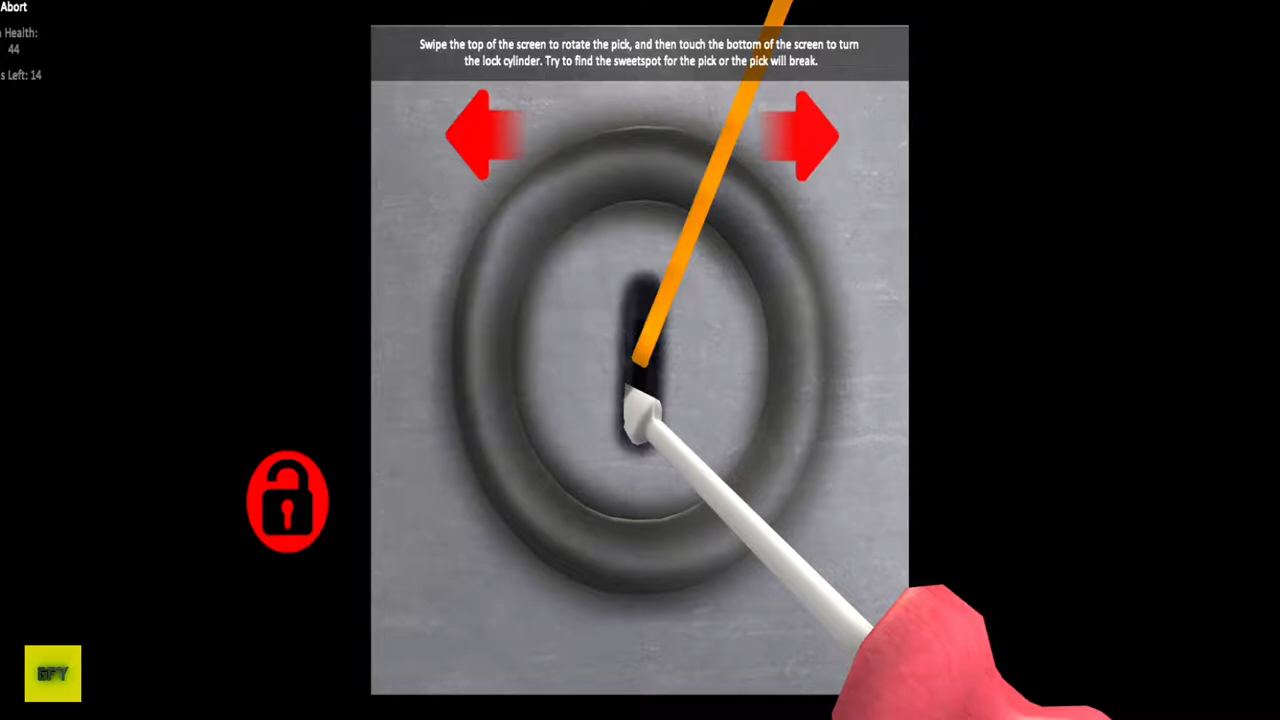 Abort
Health:
44
s Left: 14
Swipe the top of the screen to rotate the pick, and then touch the bottom of the screen to turn
the lock cylinder. Try to find the sweetspot for the pick or the pick will break.
GFY